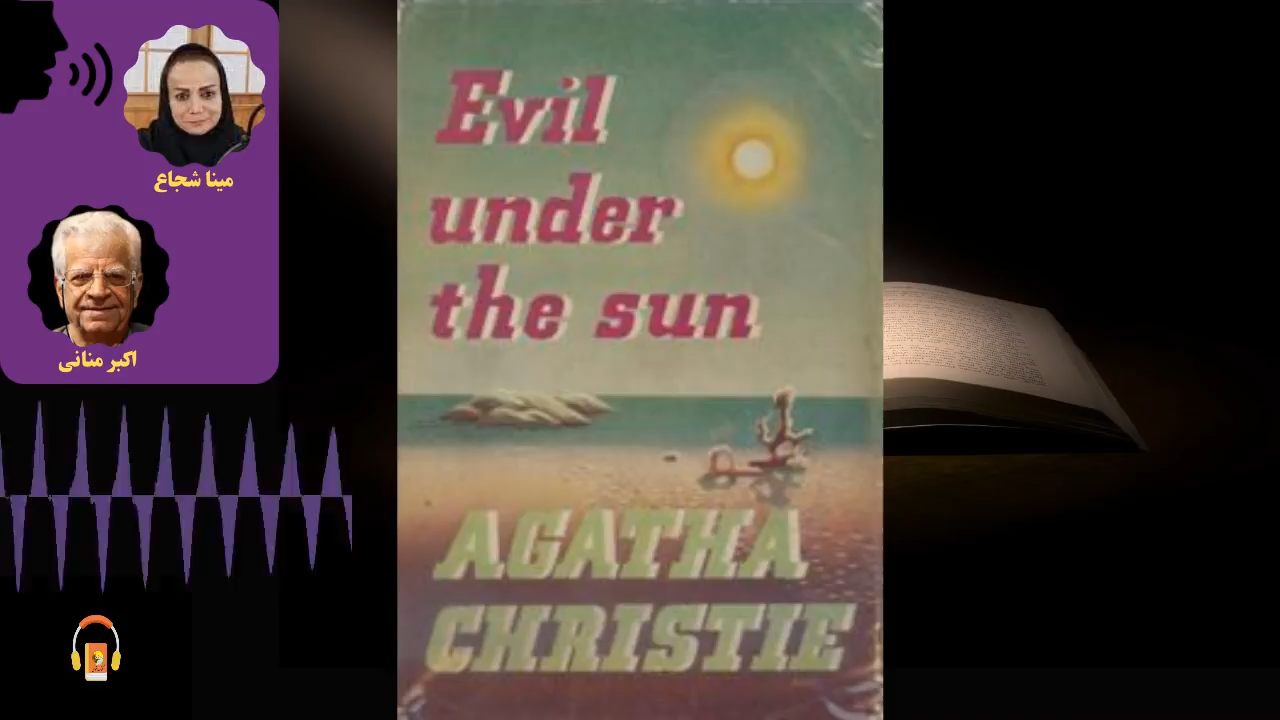 مینا شجاع
اکبر منانی
Evil
under
the sun
AGATHA
CHRISTIE